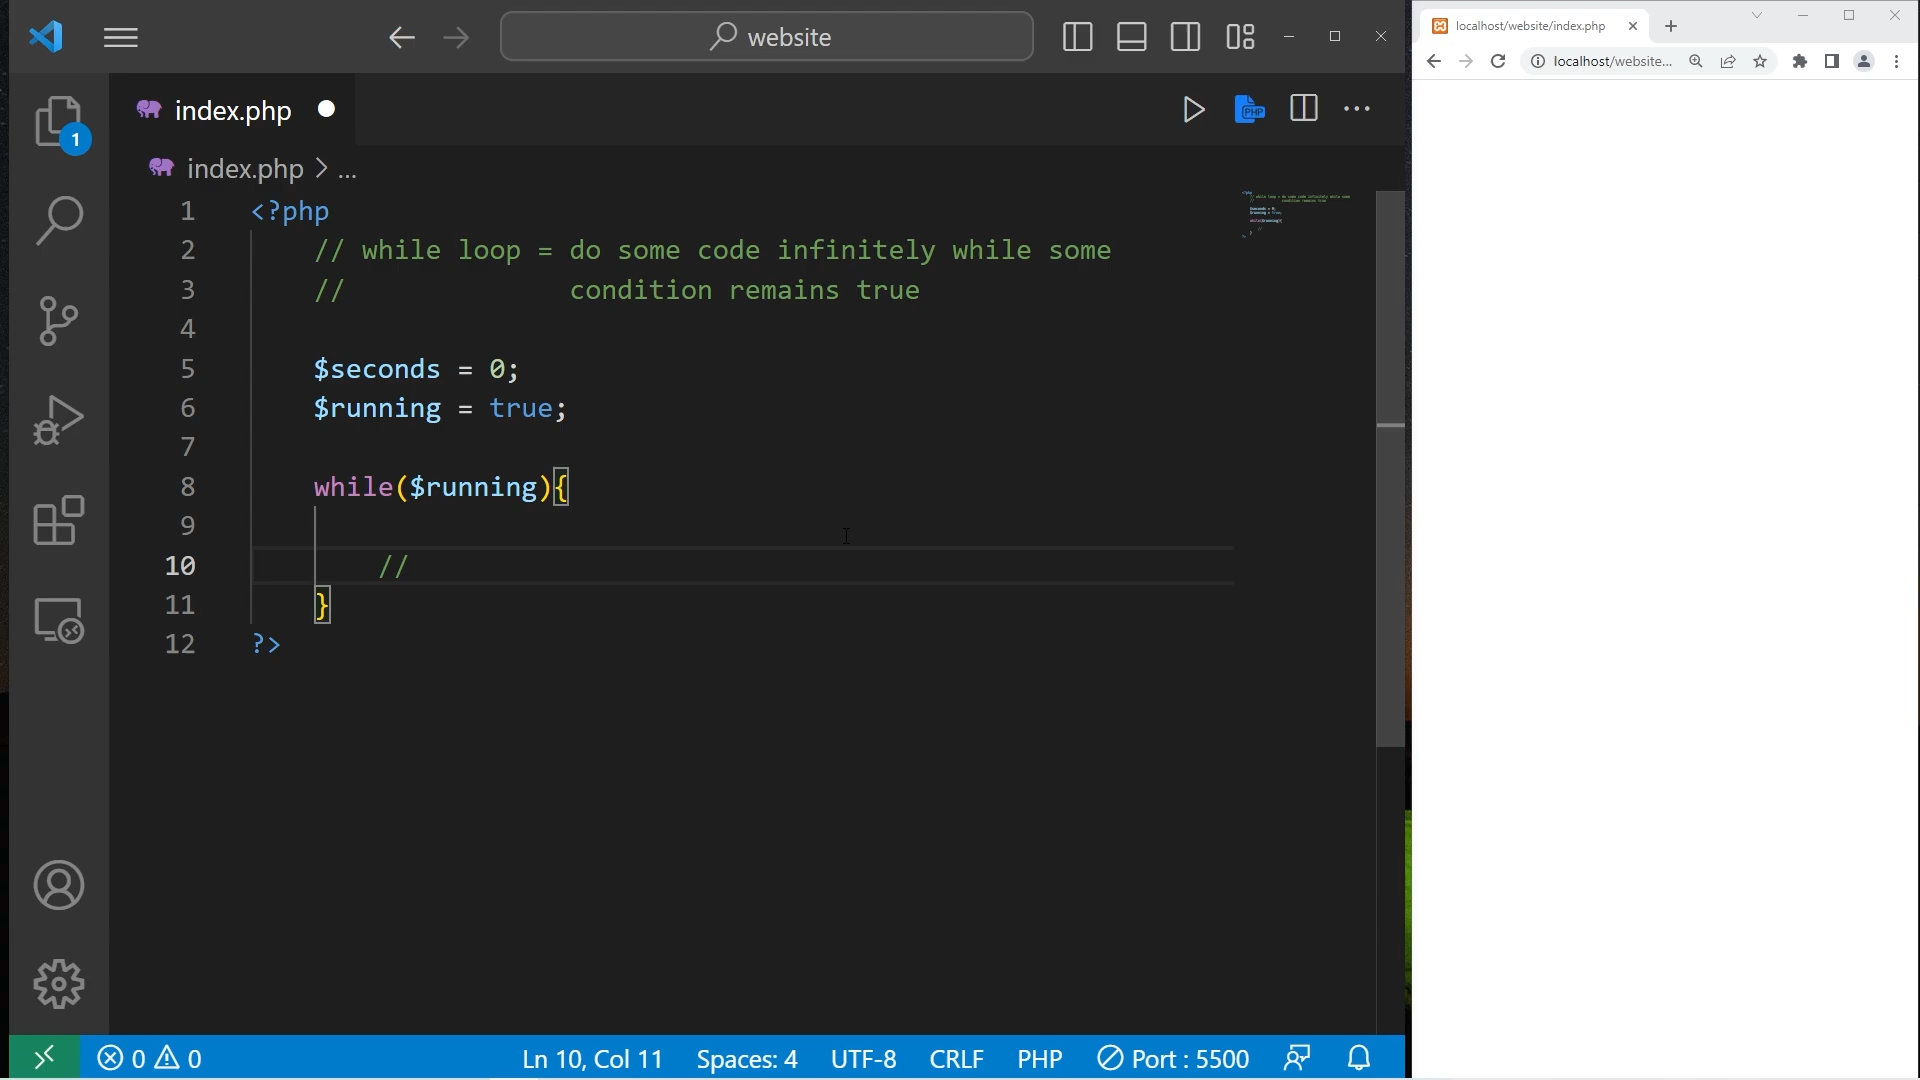 website
index.php
1
index.php > ...
1 <?php
2 // while loop = do some code infinitely while some
3 // condition remains true
4
5 $seconds = 0;
6 $running = true;
7
8 while($running){
9
10 //
11 }
12 ?>
0 0
Ln 10, Col 11
Spaces: 4
UTF-8
CRLF
PHP
Port : 5500
localhost/website/index.php
localhost/website...
PHP